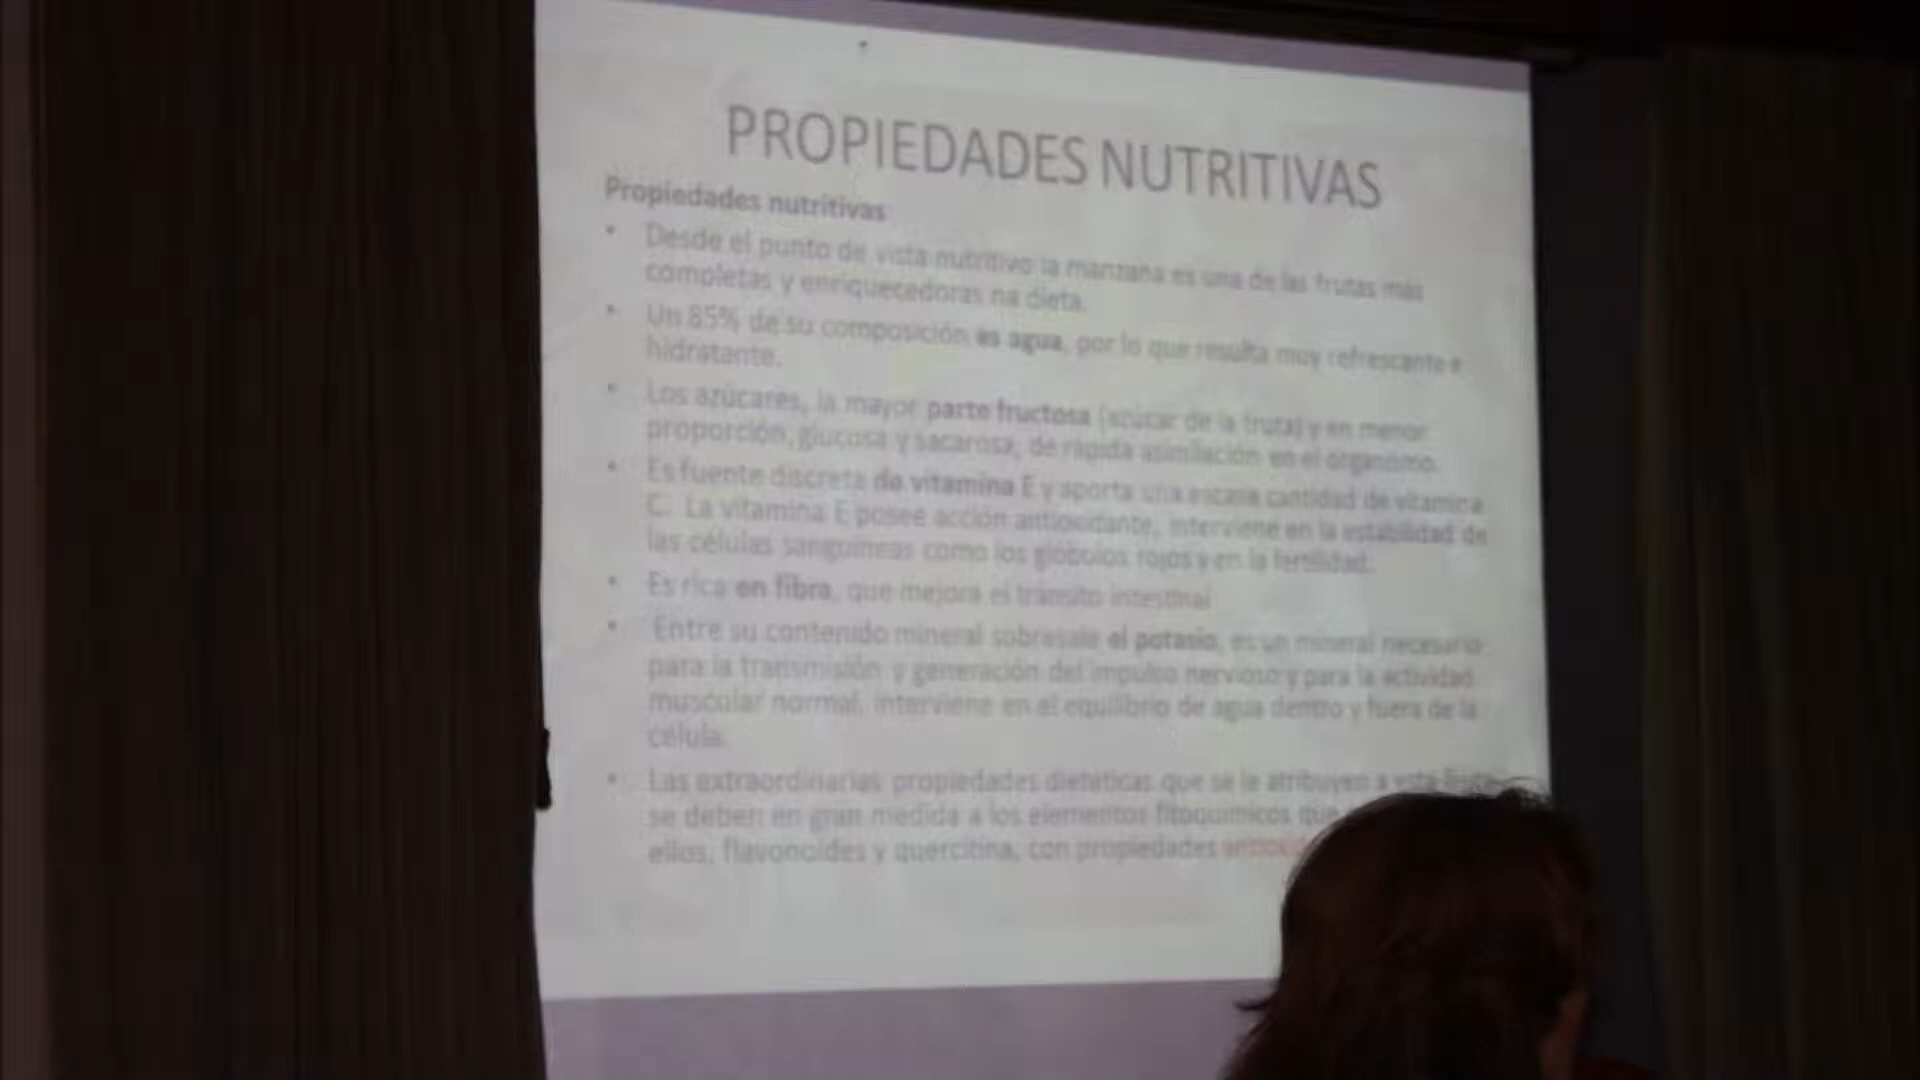 PROPIEDADES NUTRITIVAS
Propiedades nutritivas
• Desde el punto de vista nutritivo la manzana es una de las frutas más
completas y enriquecedoras na dieta.
• Un 85% de su composición es agua, por lo que resulta muy refrescante e
hidratante.
• Los azúcares, la mayor parte fructosa (azúcar de la fruta) y en menor
proporción, glucosa y sacarosa, de rápida asimilación en el organismo.
• Es fuente discreta de vitamina E y aporta una escasa cantidad de vitamina
C. La vitamina E posee acción antioxidante, interviene en la estabilidad de
las células sanguíneas como los glóbulos rojos y en la fertilidad.
• Es rica en fibra, que mejora el tránsito intestinal
• Entre su contenido mineral sobresale el potasio, es un mineral necesario
para la transmisión y generación del impulso nervioso y para la actividad
muscular normal, interviene en el equilibrio de agua dentro y fuera de la
célula.
• Las extraordinarias propiedades dietéticas que se le atribuyen a esta fruta
se deben en gran medida a los elementos fitoquímicos que
ellos, flavonoides y quercitina, con propiedades